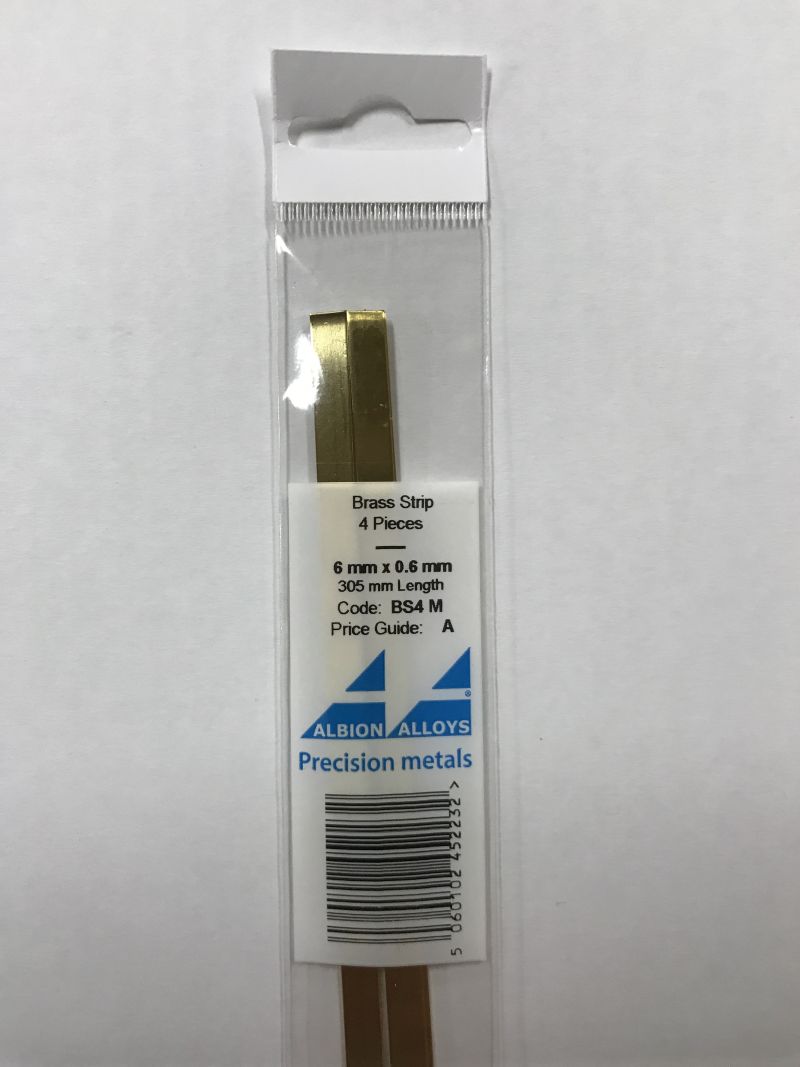 Brass Strip
4 Pieces
6 mm x 0.6 mm
305 mm Length
Code: BS4 M
Price Guide: A
®
ALBION ALLOYS
Precision metals
5 060102 452232 >